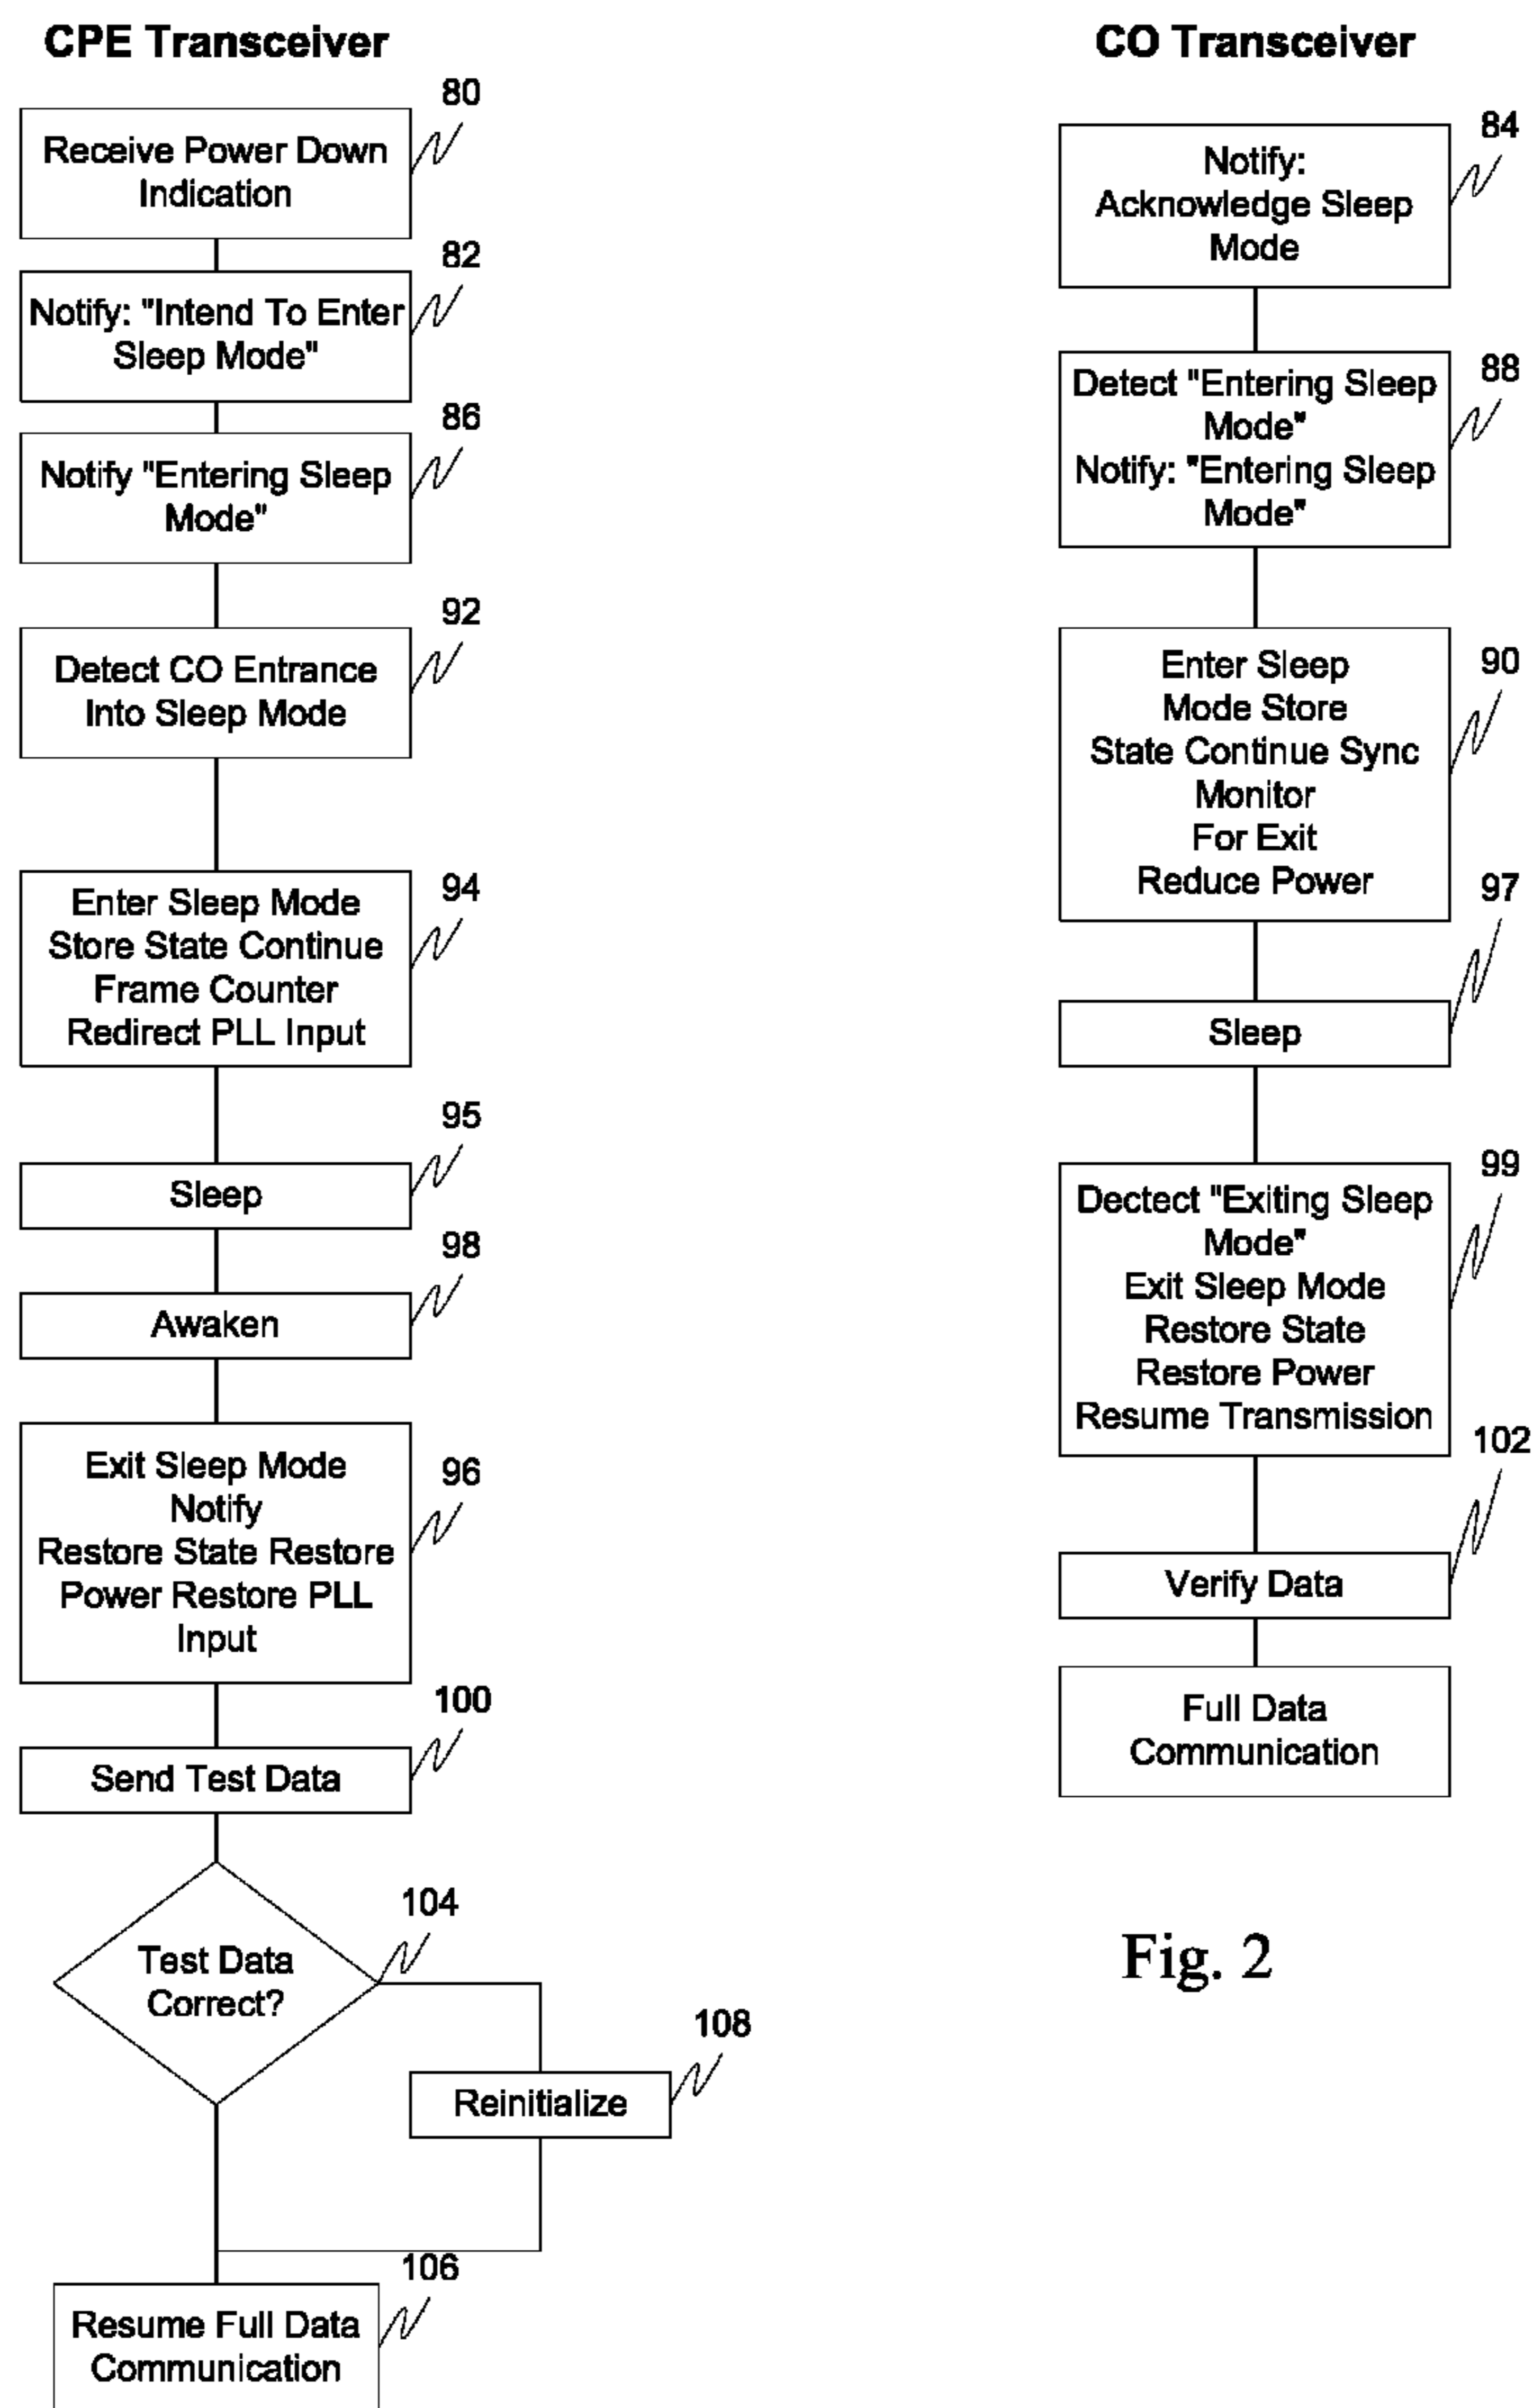 CPE Transceiver
80
Receive Power Down
Indication
82
Notify: "Intend To Enter
Sleep Mode"
86
Notify "Entering Sleep
Mode"
92
Detect CO Entrance
Into Sleep Mode
94
Enter Sleep Mode
Store State Continue
Frame Counter
Redirect PLL Input
95
Sleep
98
Awaken
96
Exit Sleep Mode
Notify
Restore State Restore
Power Restore PLL
Input
100
Send Test Data
104
Test Data
Correct?
108
Reinitialize
106
Resume Full Data
Communication
CO Transceiver
84
Notify:
Acknowledge Sleep
Mode
88
Detect "Entering Sleep
Mode"
Notify: "Entering Sleep
Mode"
90
Enter Sleep
Mode Store
State Continue Sync
Monitor
For Exit
Reduce Power
97
Sleep
99
Dectect "Exiting Sleep
Mode"
Exit Sleep Mode
Restore State
Restore Power
Resume Transmission
102
Verify Data
Full Data
Communication
Fig. 2